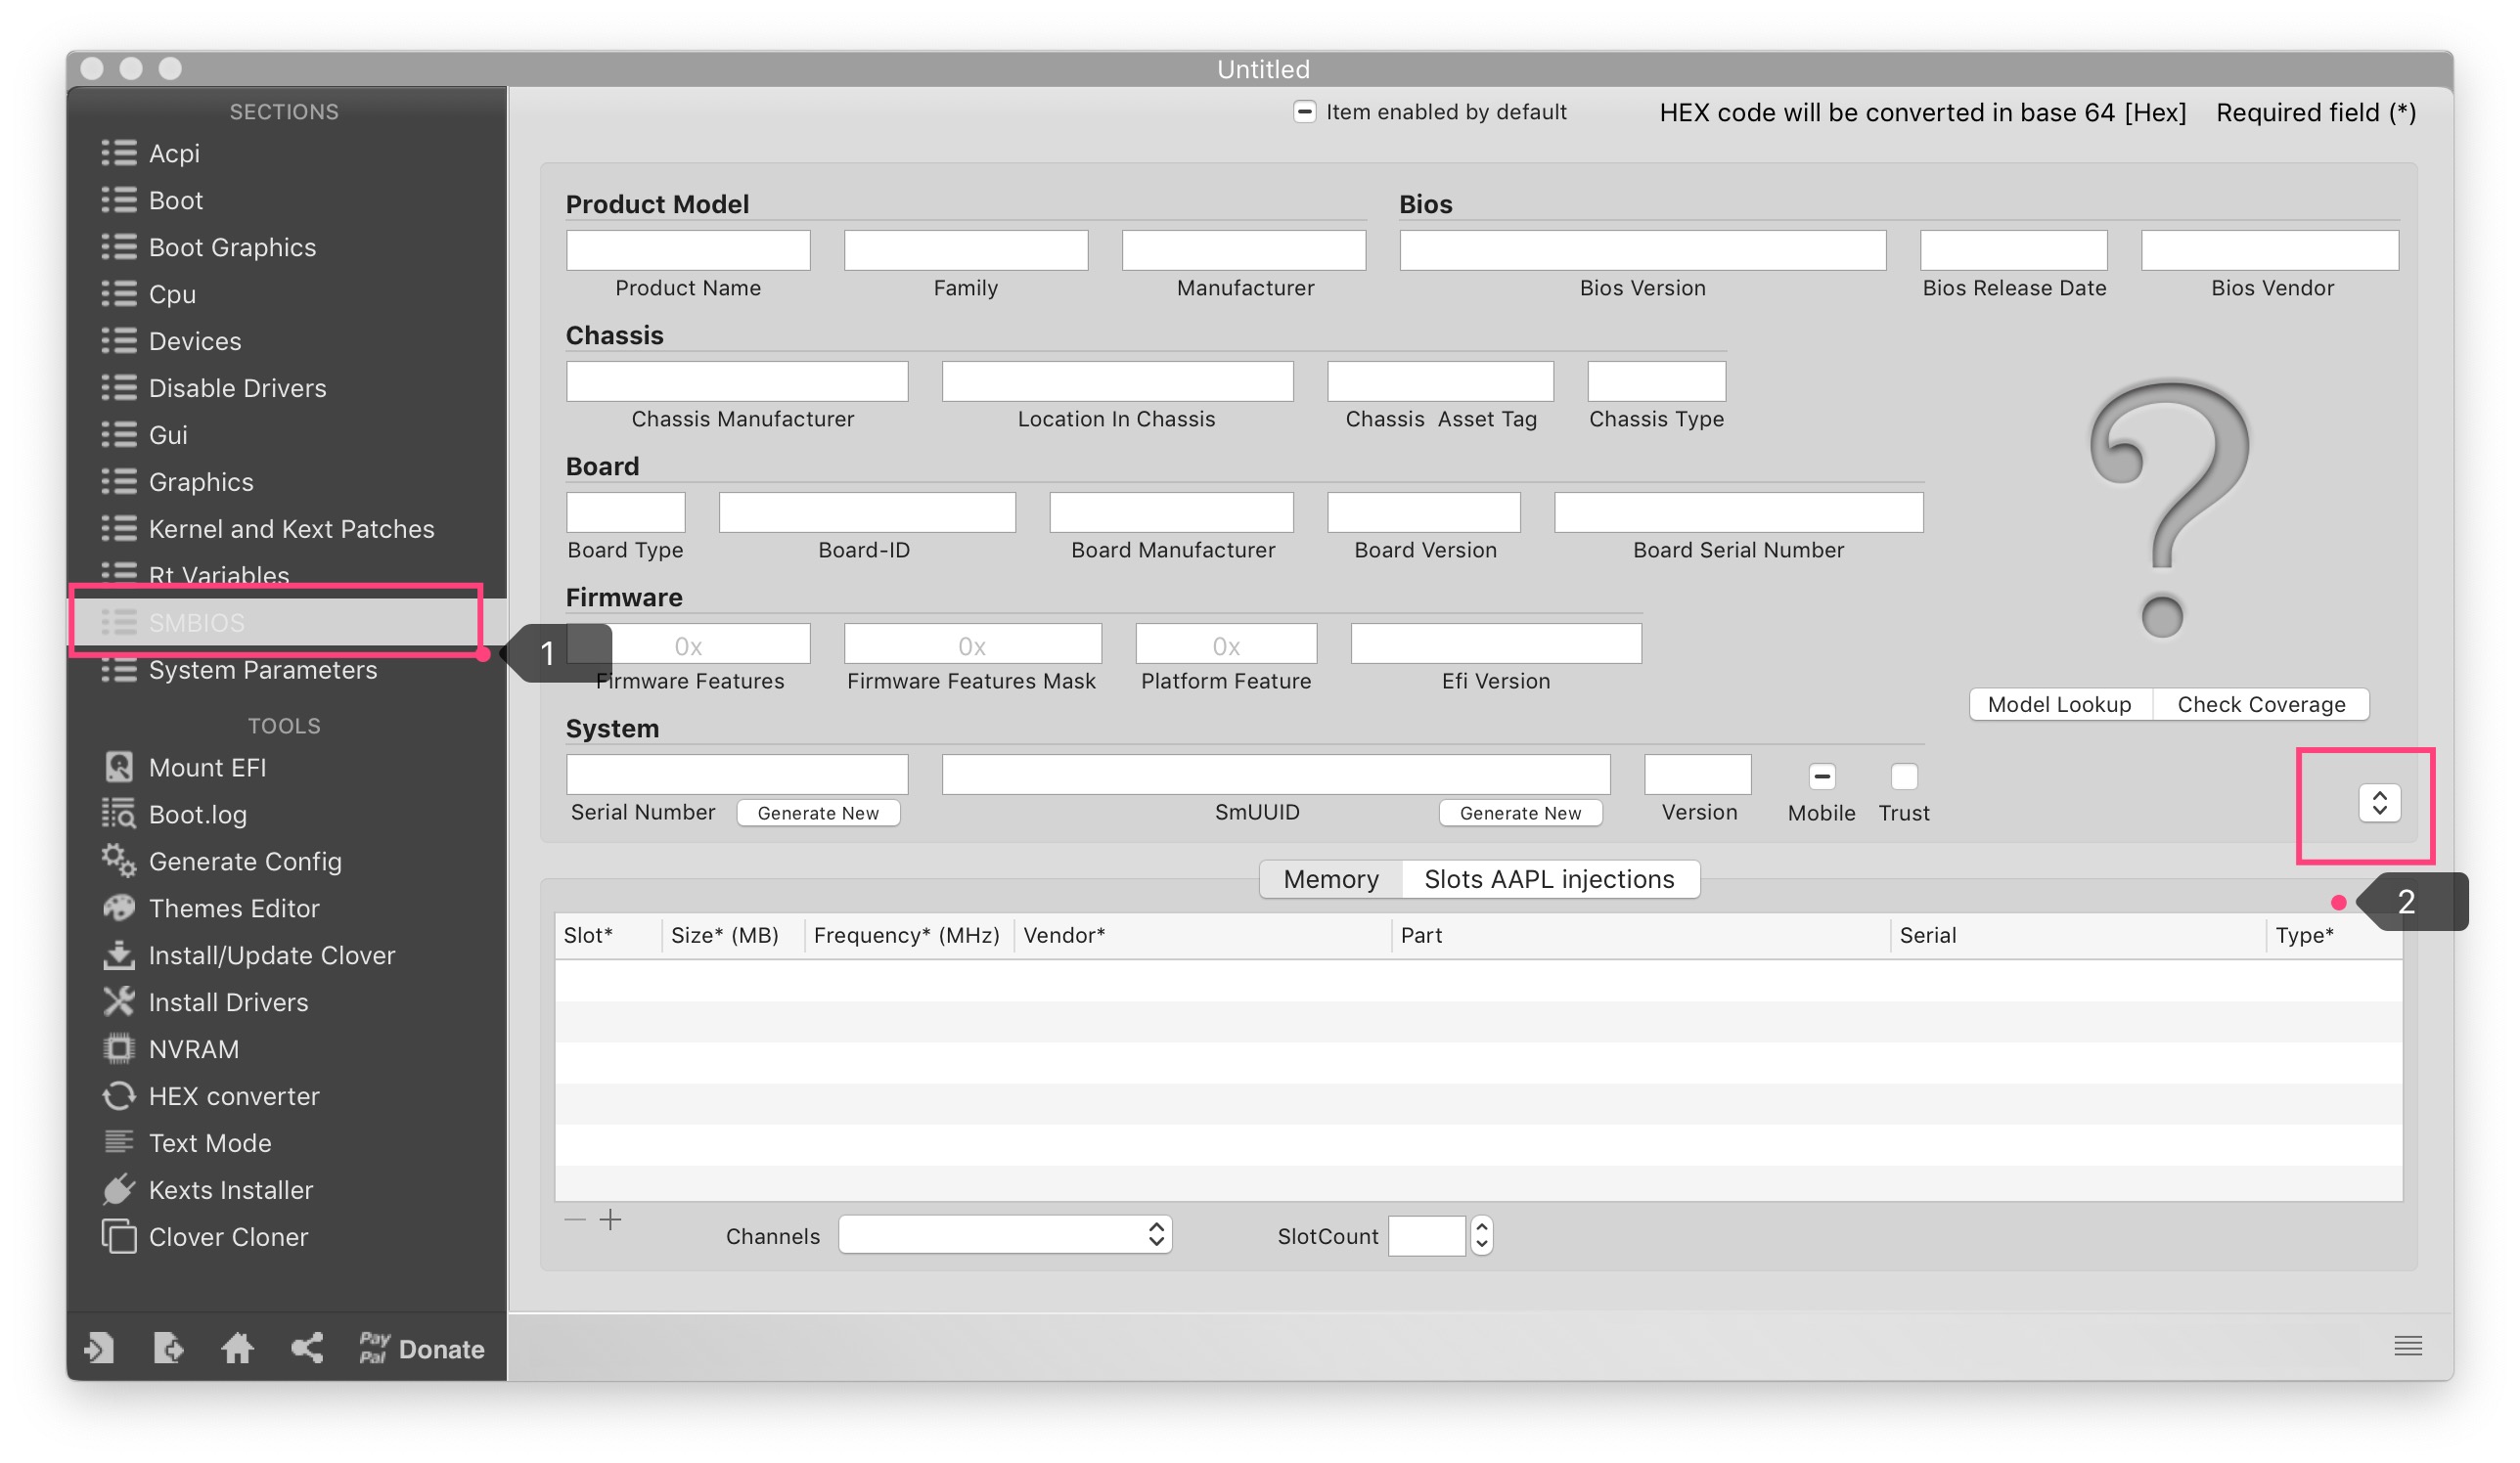 Untitled
SECTIONS
Acpi
Boot
Boot Graphics
Cpu
Devices
Disable Drivers
Gui
Graphics
Kernel and Kext Patches
Rt Variables
SMBIOS
System Parameters
TOOLS
Mount EFI
Boot.log
Generate Config
Themes Editor
Install/Update Clover
Install Drivers
NVRAM
HEX converter
Text Mode
Kexts Installer
Clover Cloner
Pay
Pal
Donate
1
Item enabled by default
HEX code will be converted in base 64 [Hex]
Required field (*)
Product Model
Product Name
Family
Manufacturer
Bios
Bios Version
Bios Release Date
Bios Vendor
Chassis
Chassis Manufacturer
Location In Chassis
Chassis  Asset Tag
Chassis Type
Board
Board Type
Board-ID
Board Manufacturer
Board Version
Board Serial Number
Firmware
0x
0x
0x
Firmware Features
Firmware Features Mask
Platform Feature
Efi Version
Model Lookup
Check Coverage
System
Serial Number
Generate New
SmUUID
Generate New
Version
Mobile
Trust
?
2
Memory
Slots AAPL injections
Slot*
Size* (MB)
Frequency* (MHz)
Vendor*
Part
Serial
Type*
Channels
SlotCount